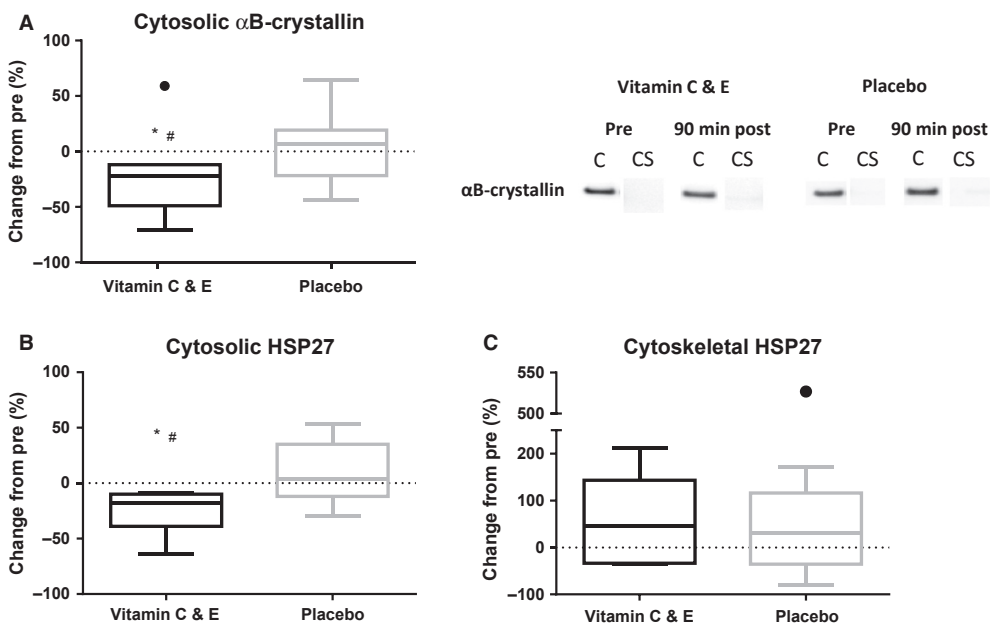 A
Cytosolic αB-crystallin
Change from pre (%)
100
50
0
−50
−100
* #
Vitamin C & E
Placebo
Vitamin C & E
Placebo
Pre
90 min post
Pre
90 min post
C
CS
C
CS
C
CS
C
CS
αB-crystallin
B
Cytosolic HSP27
Change from pre (%)
100
50
0
−50
−100
* #
Vitamin C & E
Placebo
C
Cytoskeletal HSP27
Change from pre (%)
550
500
200
100
0
−100
Vitamin C & E
Placebo